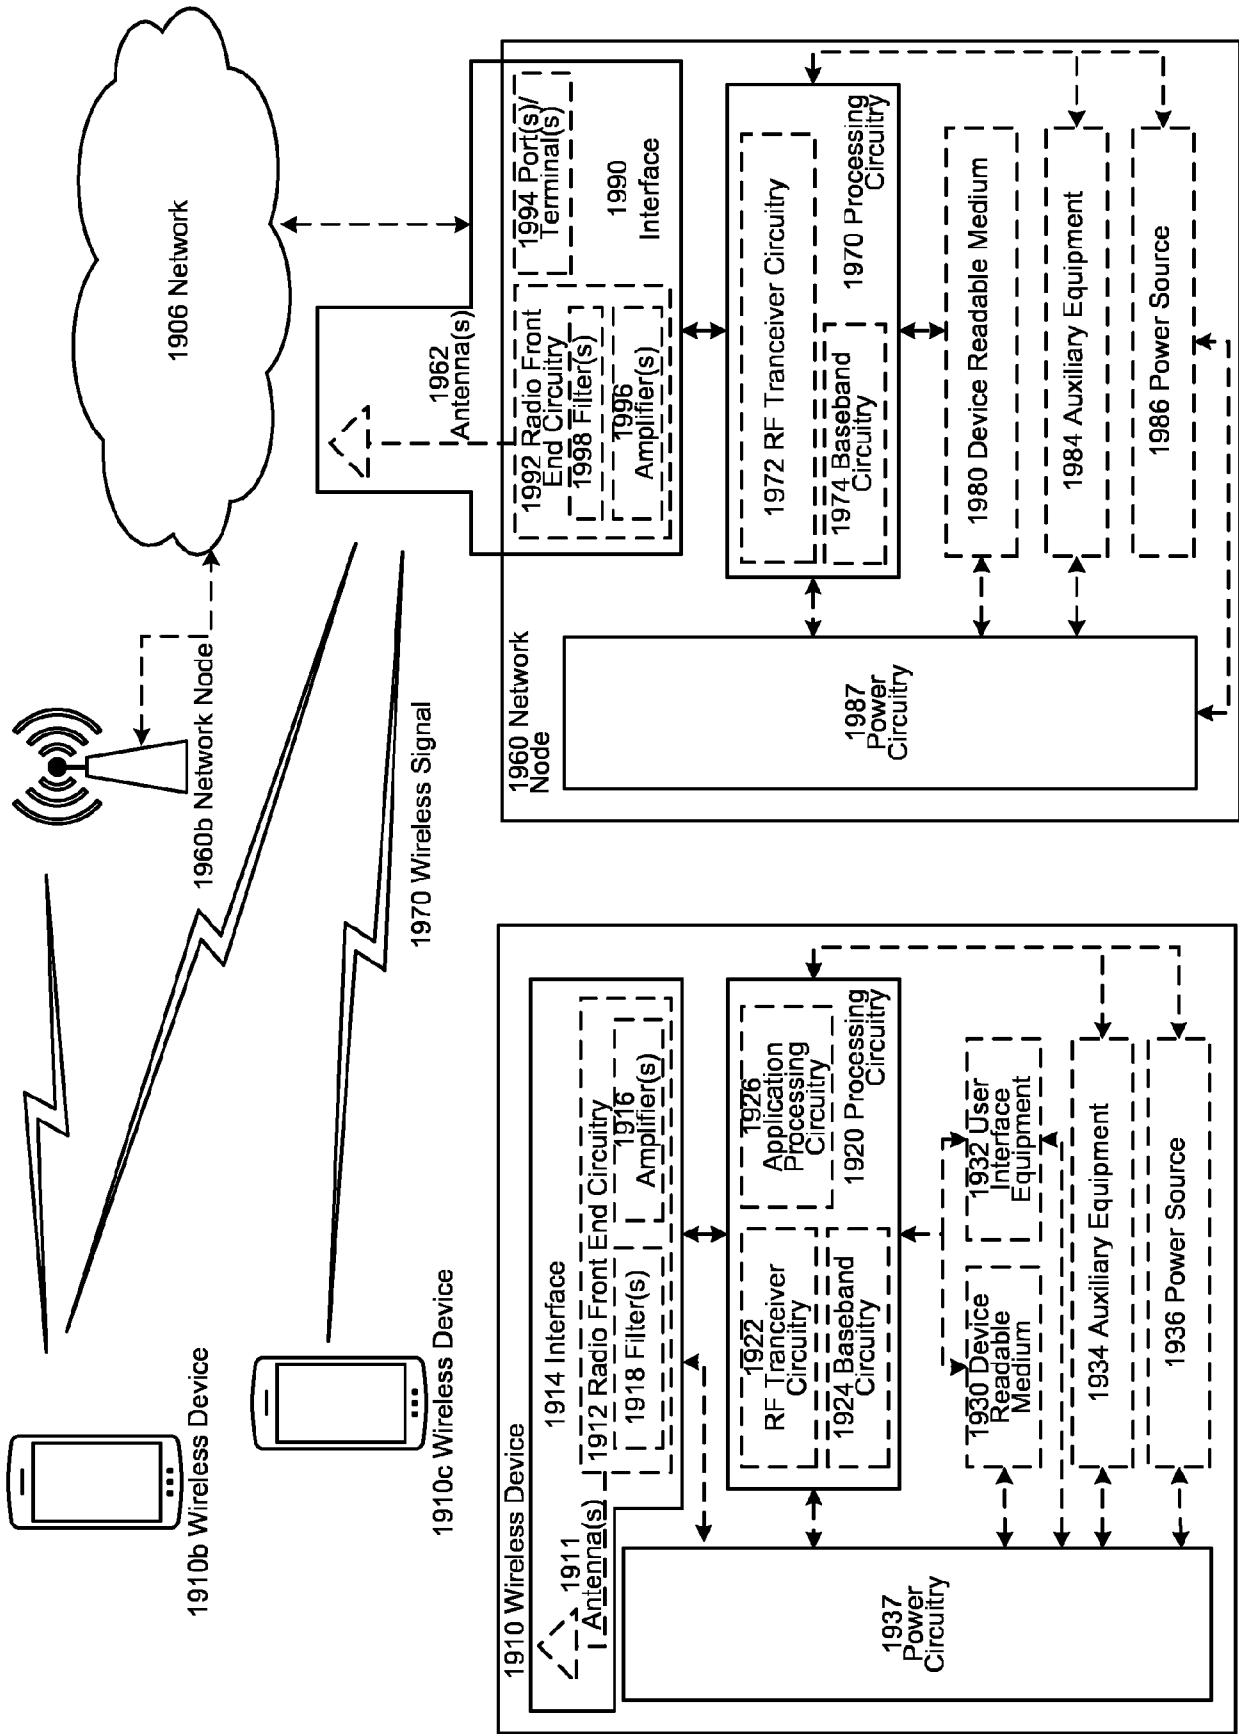 1906 Network
1960b Network Node
1910b Wireless Device
1910c Wireless Device
1970 Wireless Signal
1910 Wireless Device
1911
Antenna(s)
1914 Interface
1912 Radio Front End Circuitry
1918 Filter(s)
1916
Amplifier(s)
1922
RF Tranceiver
Circuitry
1924 Baseband
Circuitry
1926
Application
Processing
Circuitry
1920 Processing
Circuitry
1930 Device
Readable
Medium
1932 User
Interface
Equipment
1934 Auxiliary Equipment
1936 Power Source
1937
Power
Circuitry
1960 Network
Node
1962
Antenna(s)
1992 Radio Front
End Circuitry
1998 Filter(s)
1996
Amplifier(s)
1994 Port(s)/
Terminal(s)
1990
Interface
1972 RF Tranceiver Circuitry
1974 Baseband
Circuitry
1970 Processing
Circuitry
1980 Device Readable Medium
1984 Auxiliary Equipment
1986 Power Source
1987
Power
Circuitry